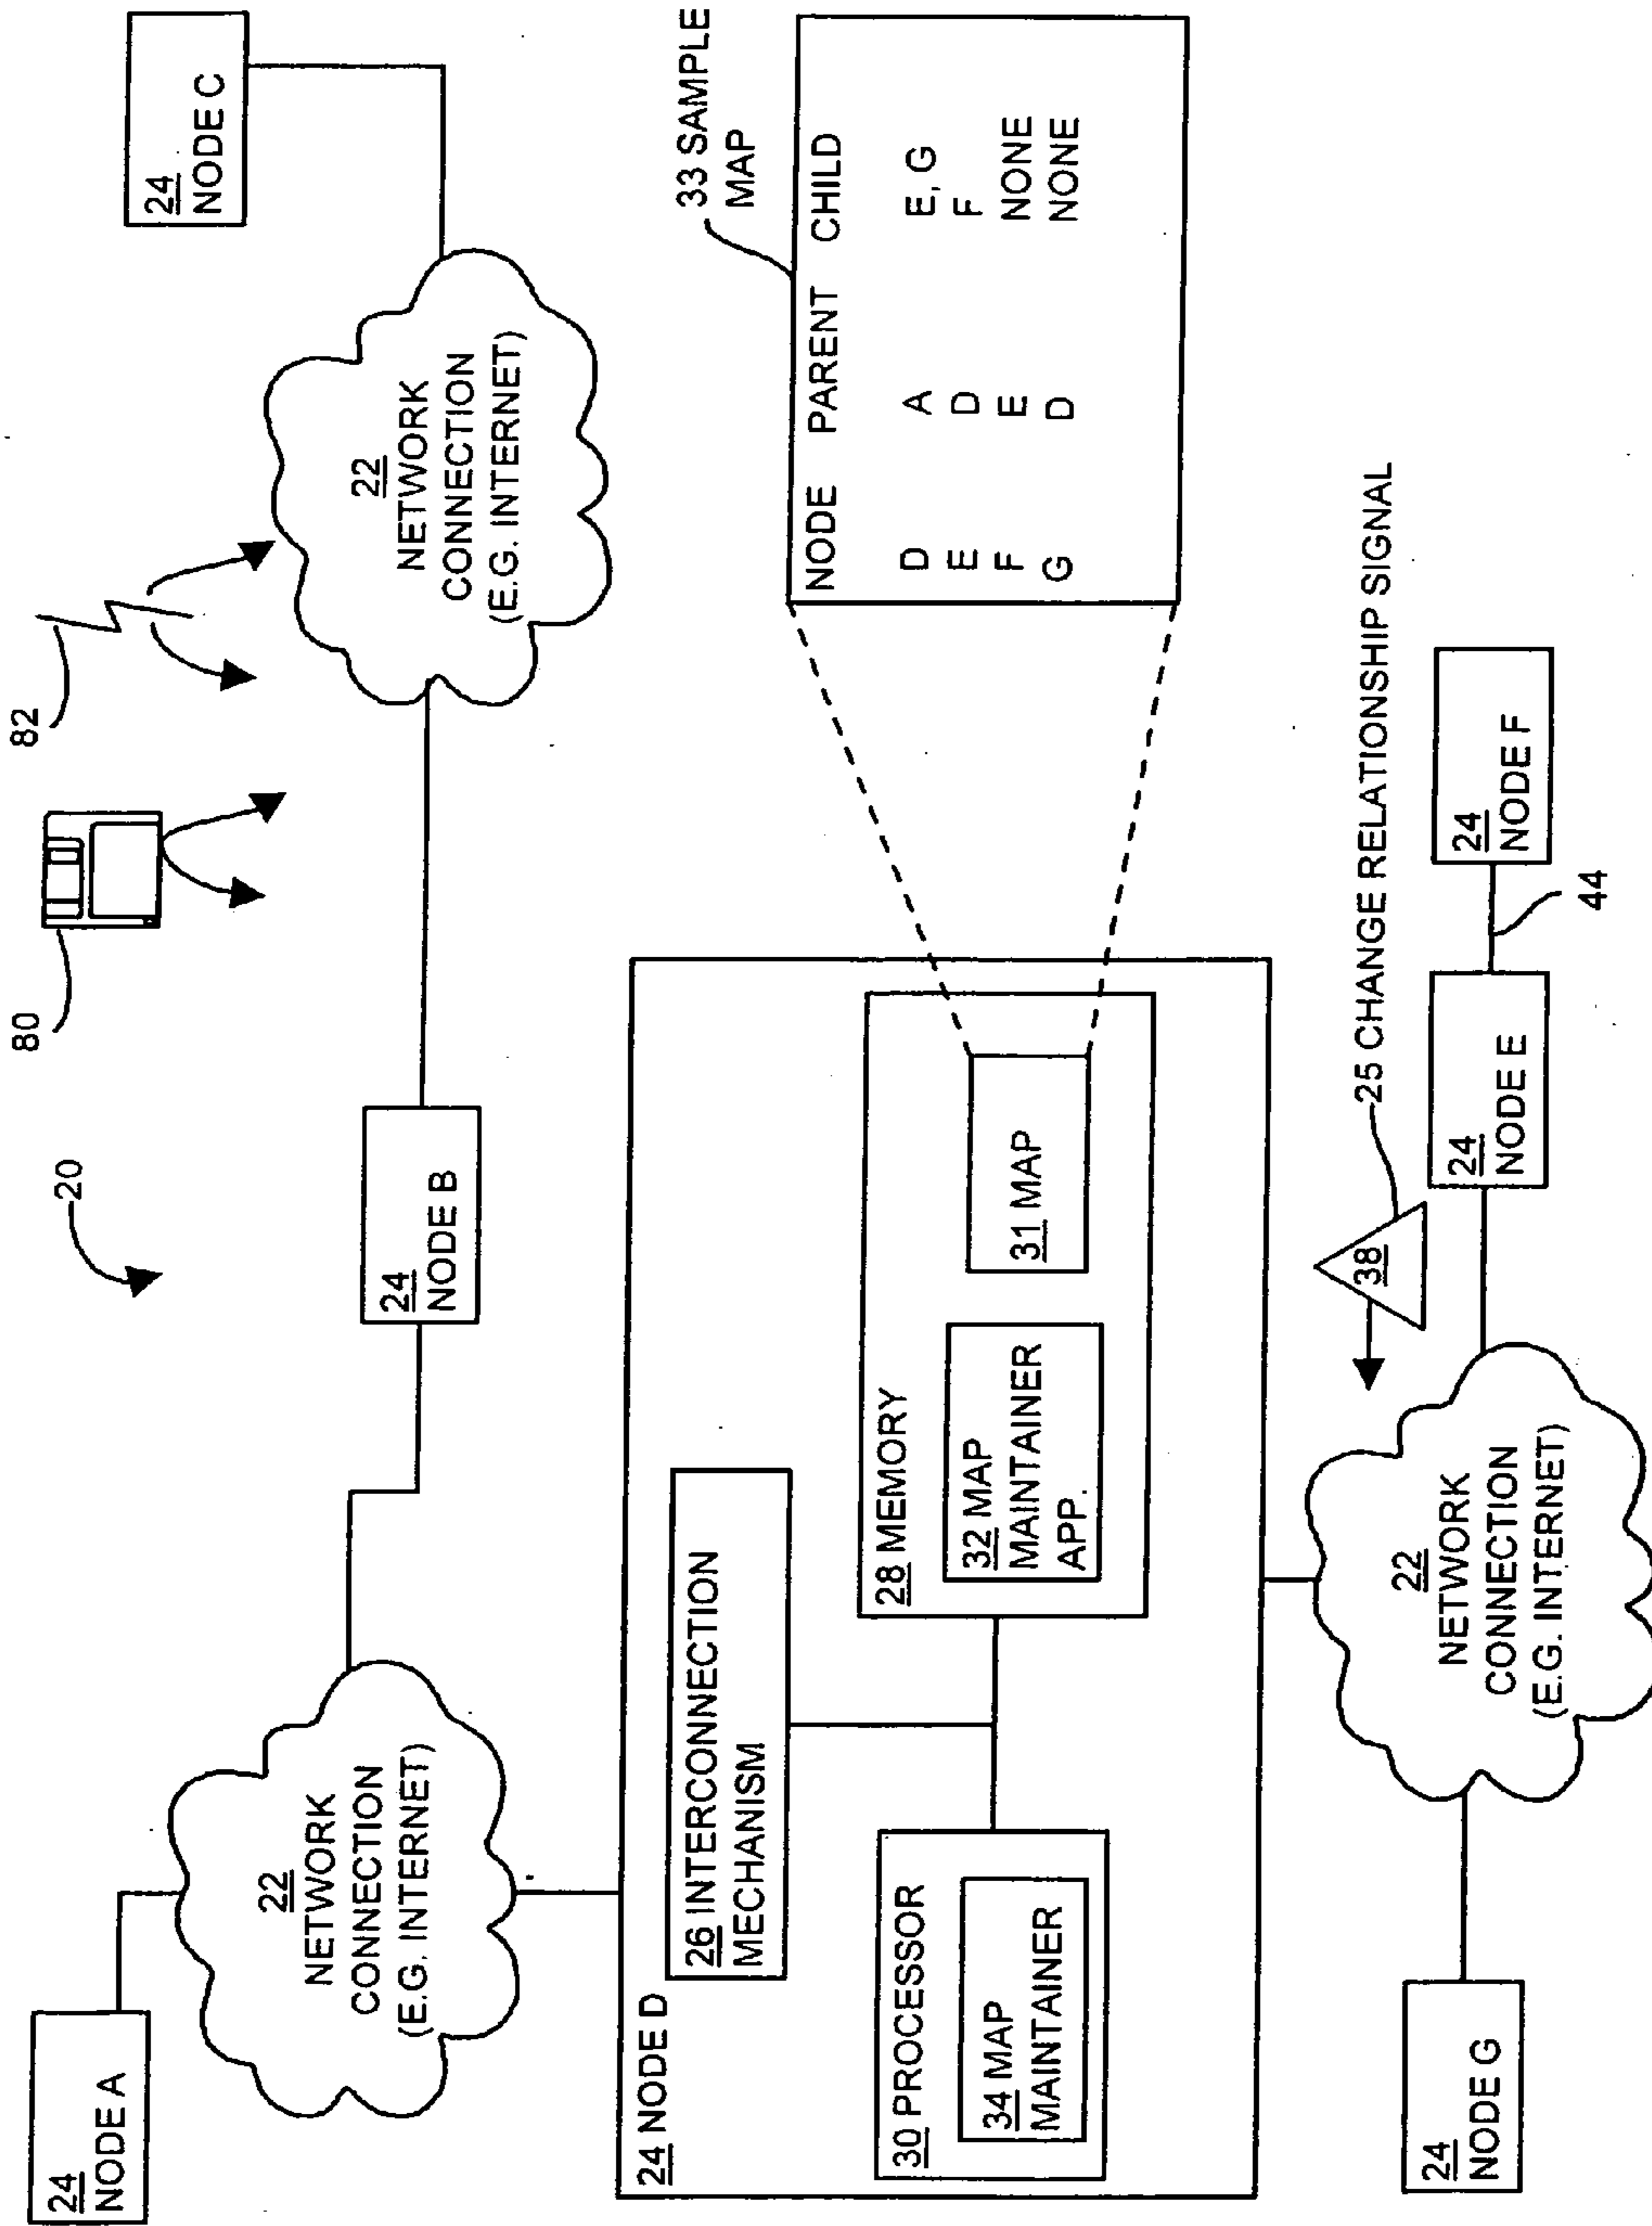 24
NODE A
22
NETWORK
CONNECTION
(E.G. INTERNET)
20
24
NODE B
80
82
22
NETWORK
CONNECTION
(E.G. INTERNET)
24
NODE C
24 NODE D
26 INTERCONNECTION
MECHANISM
30 PROCESSOR
34 MAP
MAINTAINER
28 MEMORY
32 MAP
MAINTAINER
APP.
31 MAP
33 SAMPLE
MAP
NODE PARENT CHILD
D A E, G
E D F
F E NONE
G D NONE
24
NODE G
22
NETWORK
CONNECTION
(E.G. INTERNET)
38
25 CHANGE RELATIONSHIP SIGNAL
24
NODE E
44
24
NODE F